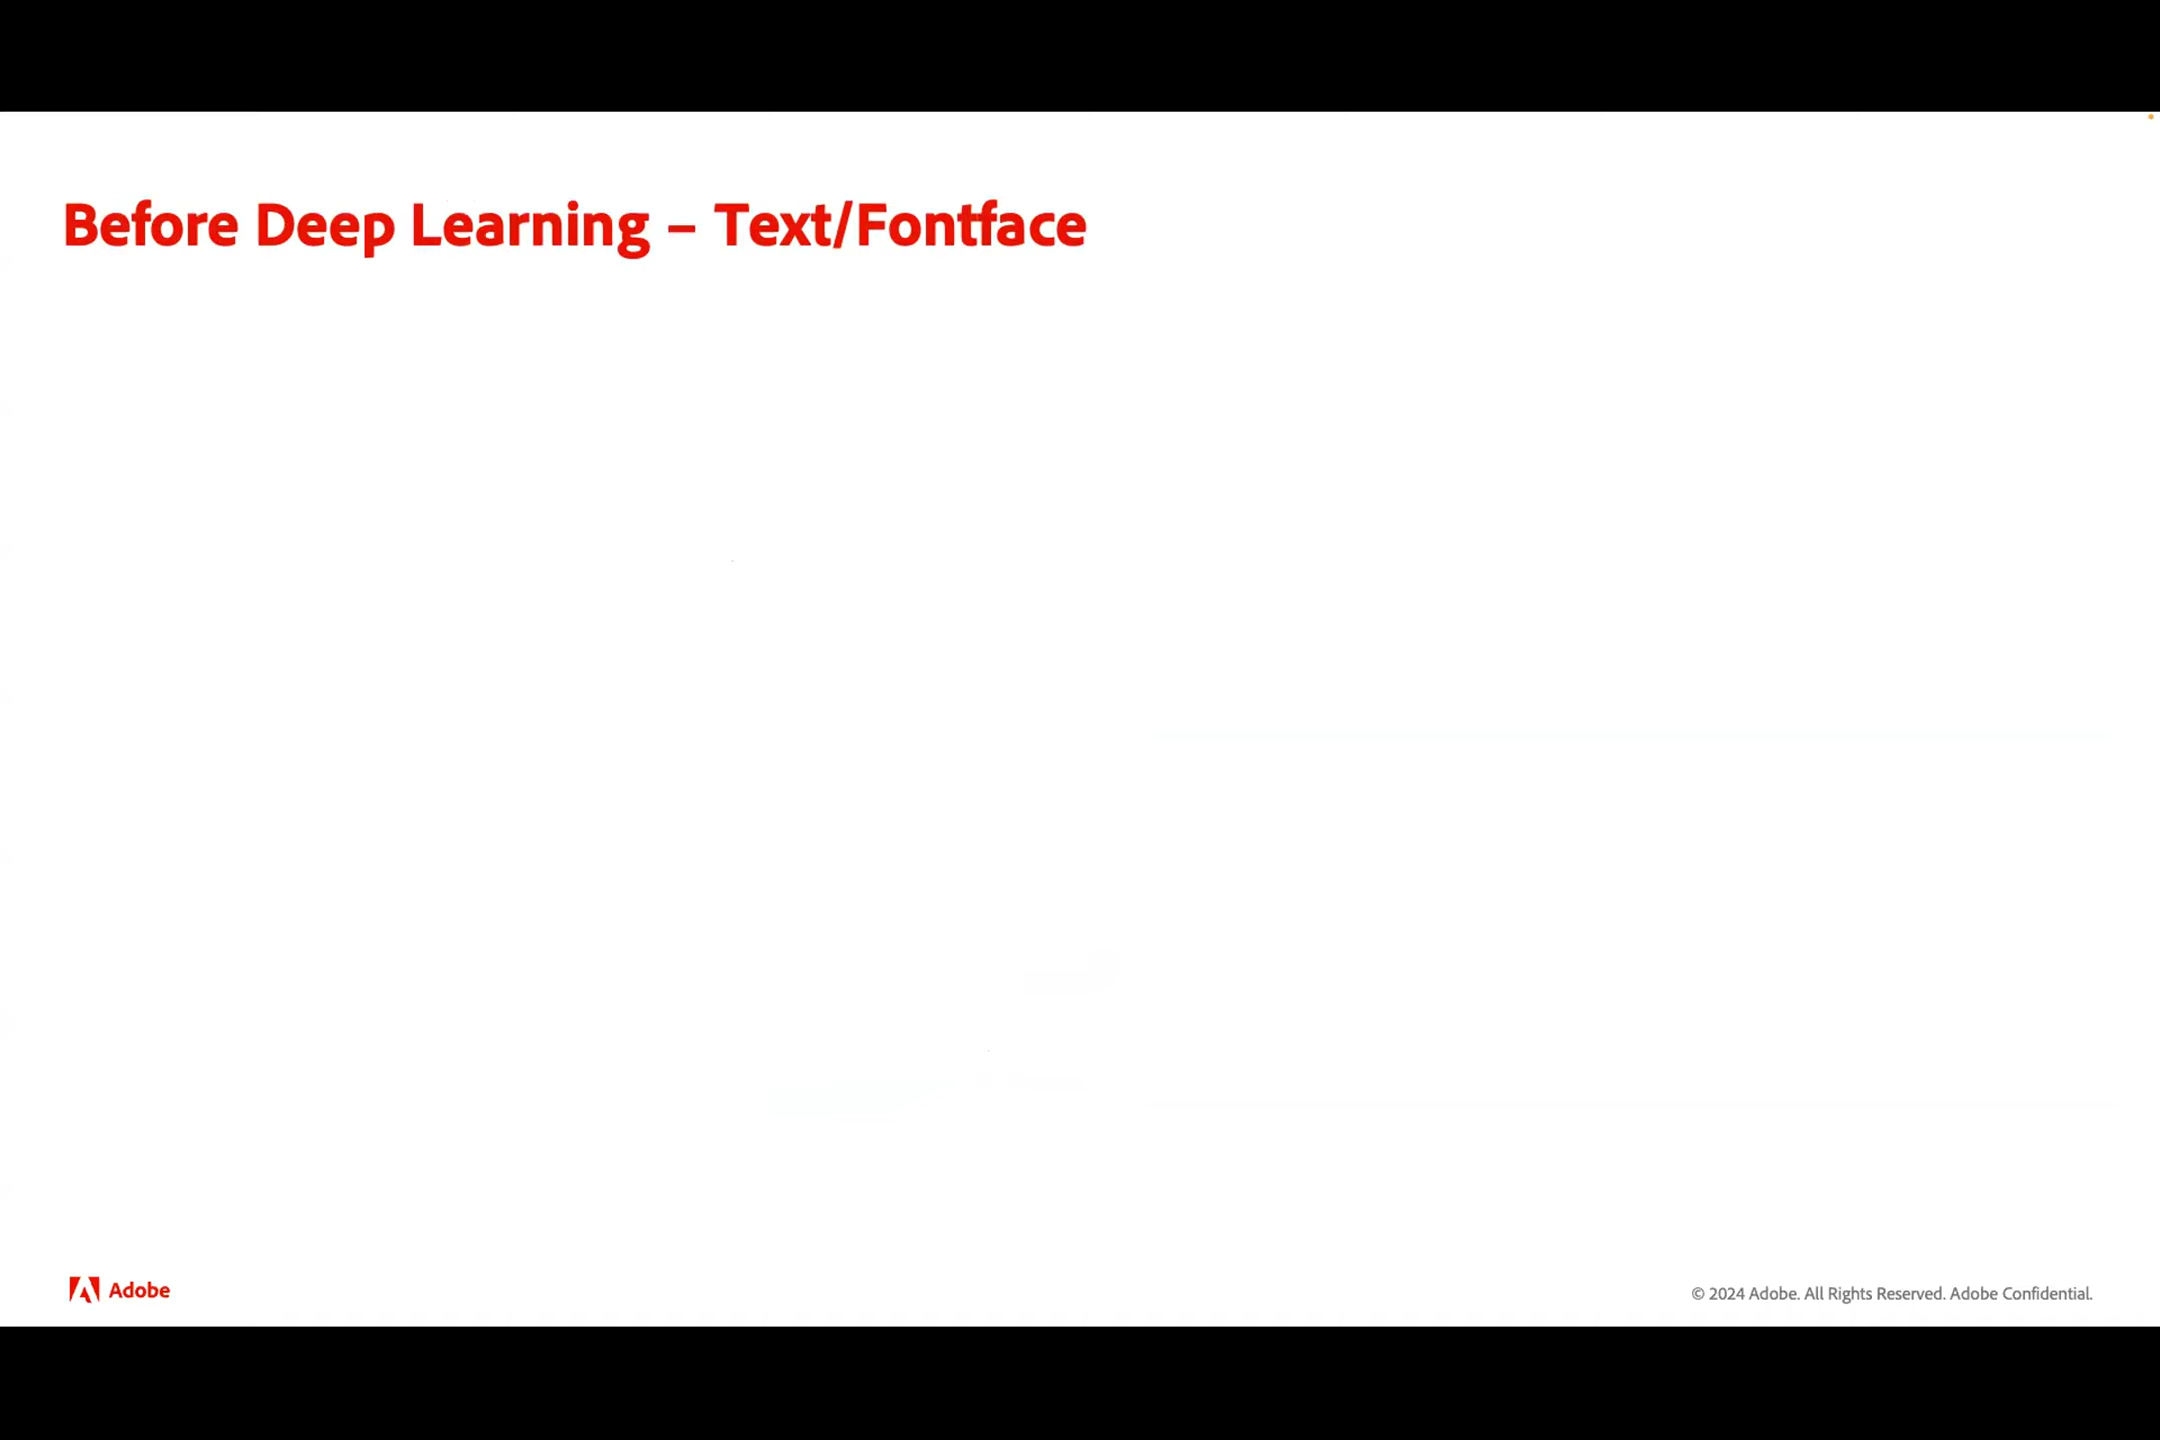 Before Deep Learning – Text/Fontface
Adobe
© 2024 Adobe. All Rights Reserved. Adobe Confidential.